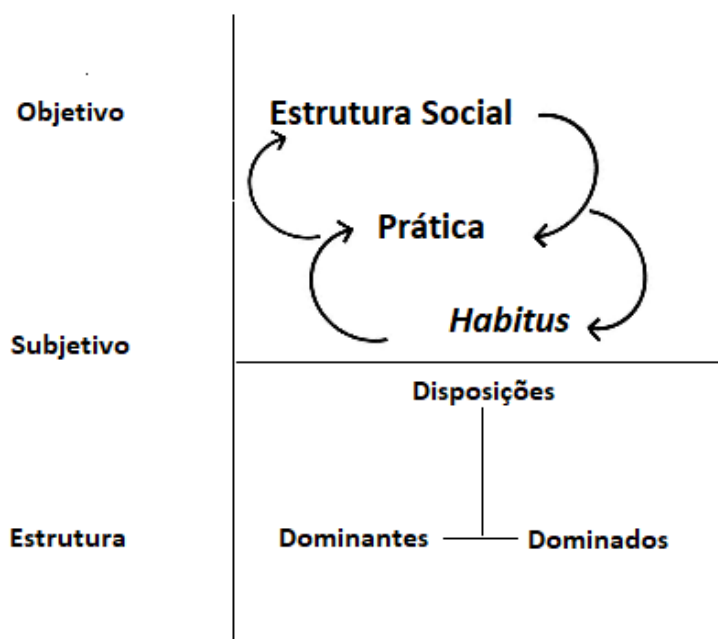 Objetivo
Estrutura Social
Prática
Habitus
Subjetivo
Disposições
Estrutura
Dominantes
Dominados